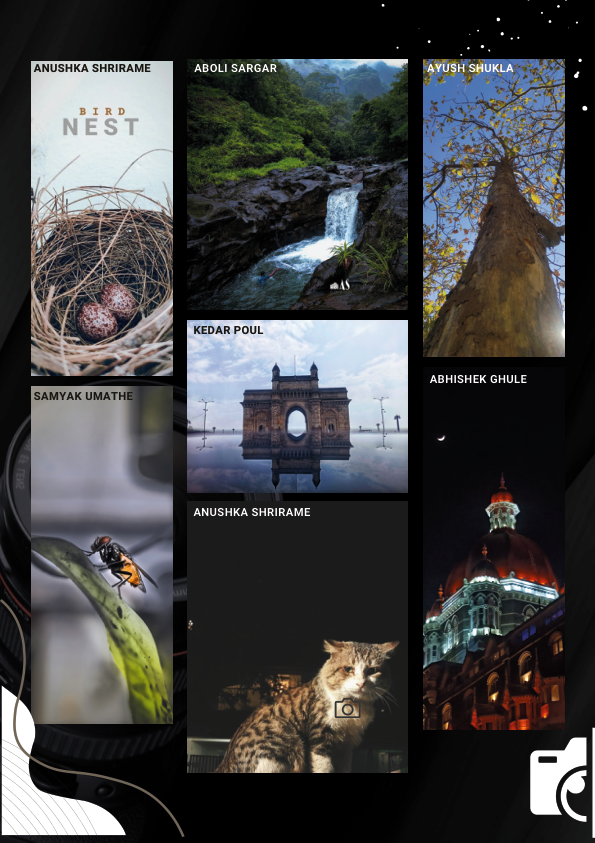 ANUSHKA SHRIRAME
BIRD
NEST
SAMYAK UMATHE
ABOLI SARGAR
KEDAR POUL
ANUSHKA SHRIRAME
AYUSH SHUKLA
ABHISHEK GHULE